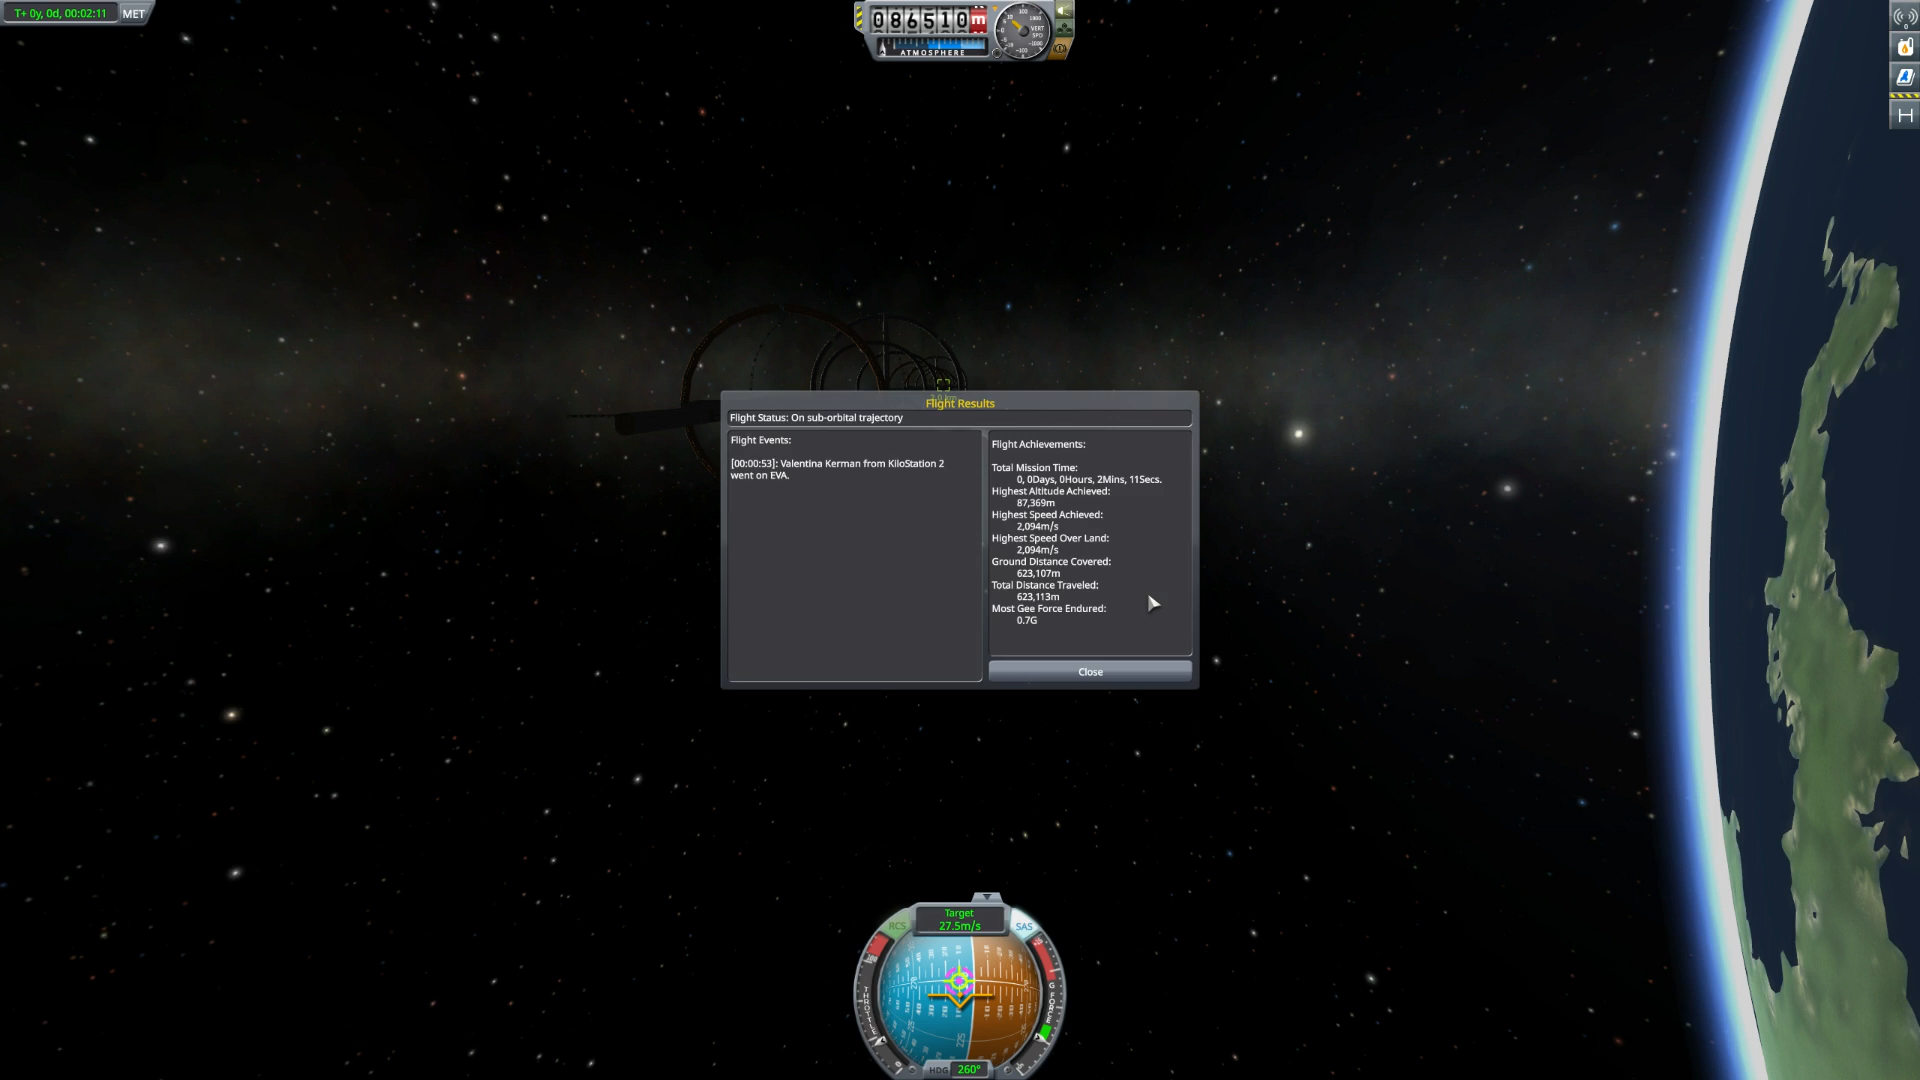 T+ 0y, 0d, 00:02:11 MET
086510m
ATMOSPHERE
VERT
SPD
Flight Results
Flight Status: On sub-orbital trajectory
Flight Events:
[00:00:53]: Valentina Kerman from KiloStation 2
went on EVA.
Flight Achievements:
Total Mission Time:
0, 0Days, 0Hours, 2Mins, 11Secs.
Highest Altitude Achieved:
87,369m
Highest Speed Achieved:
2,094m/s
Highest Speed Over Land:
2,094m/s
Ground Distance Covered:
623,107m
Total Distance Traveled:
623,113m
Most Gee Force Endured:
0.7G
Close
Target
27.5m/s
RCS
SAS
THROTTLE
G FORCE
HDG 260°